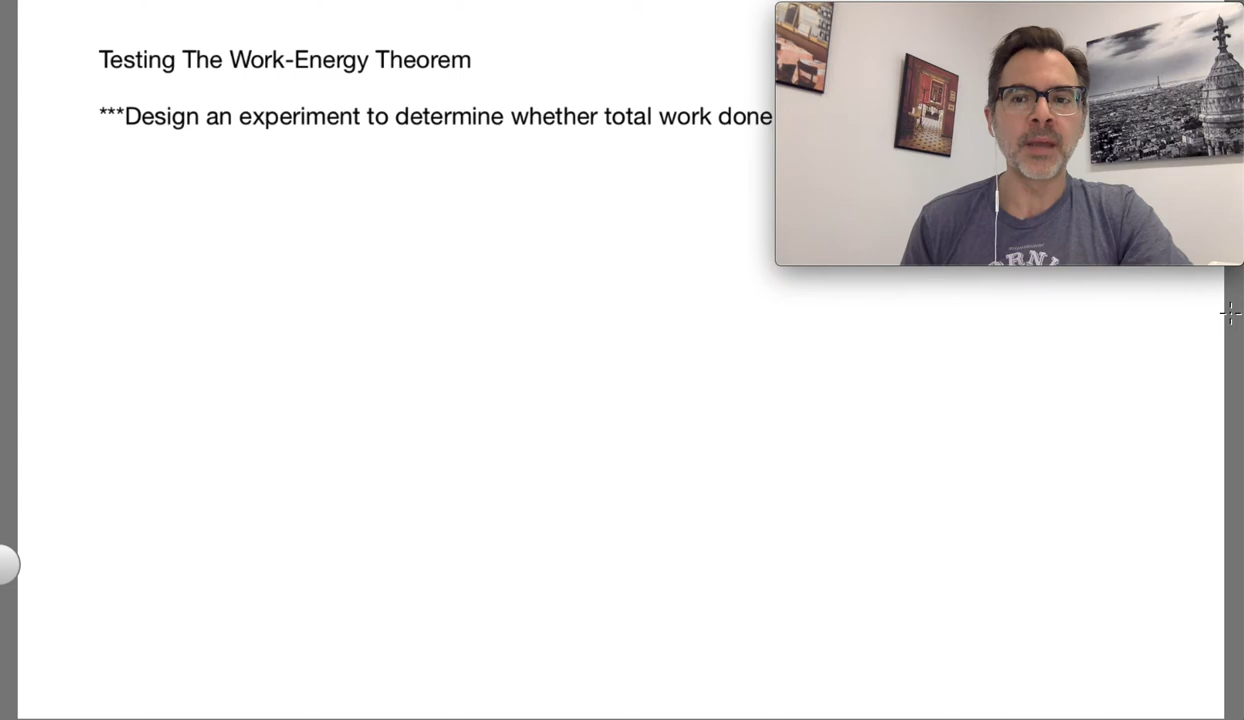 Testing The Work-Energy Theorem
***Design an experiment to determine whether total work done